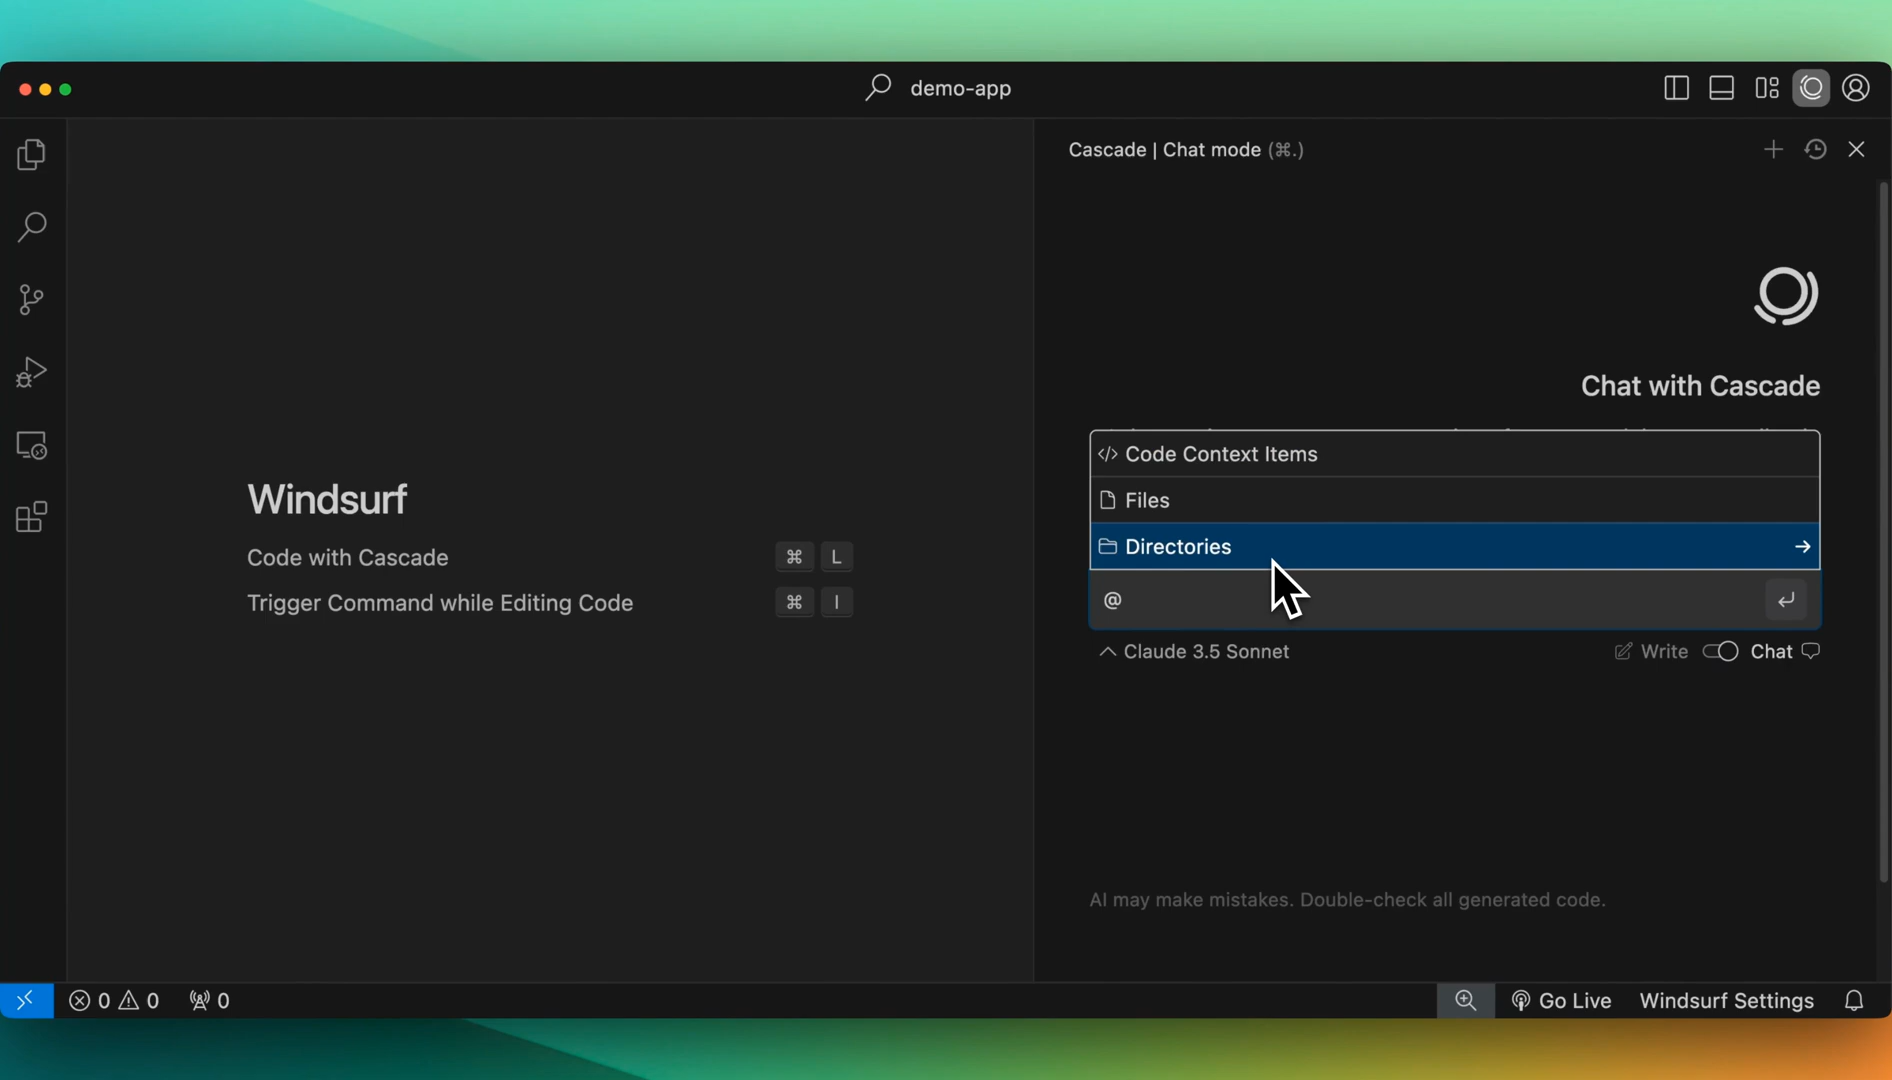 demo-app
Cascade | Chat mode (⌘.)
Chat with Cascade
Code Context Items
Files
Directories
@
Claude 3.5 Sonnet
Write
Chat
Windsurf
Code with Cascade ⌘ L
Trigger Command while Editing Code ⌘ I
AI may make mistakes. Double-check all generated code.
0 0 0
Go Live
Windsurf Settings